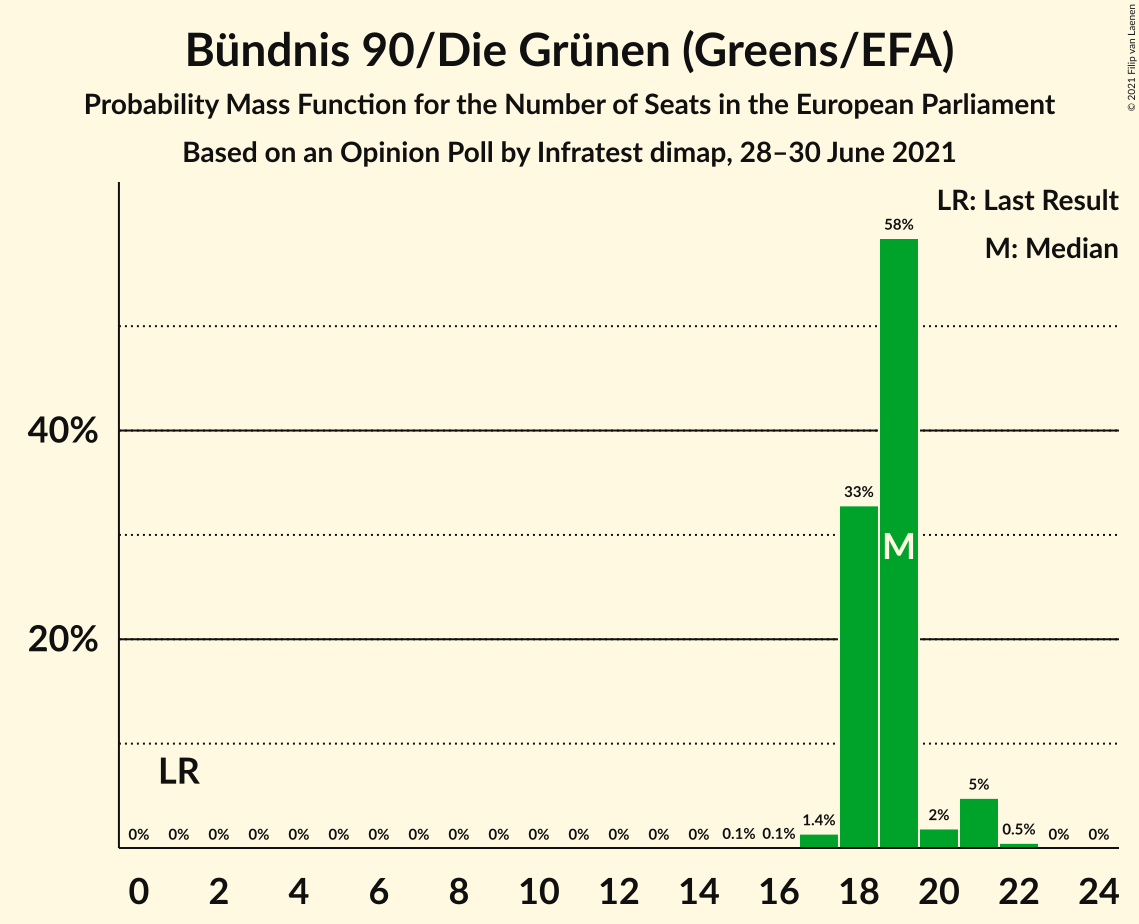 Bündnis 90/Die Grünen (Greens/EFA)
Probability Mass Function for the Number of Seats in the European Parliament
Based on an Opinion Poll by Infratest dimap, 28–30 June 2021
© 2021 Filip van Laenen
LR: Last Result
M: Median
58%
40%
33%
M
20%
LR
0% 0% 0% 0% 0% 0% 0% 0% 0% 0% 0% 0% 0% 0% 0% 0.1% 0.1% 1.4% 2% 5% 0.5% 0% 0%
0 2 4 6 8 10 12 14 16 18 20 22 24